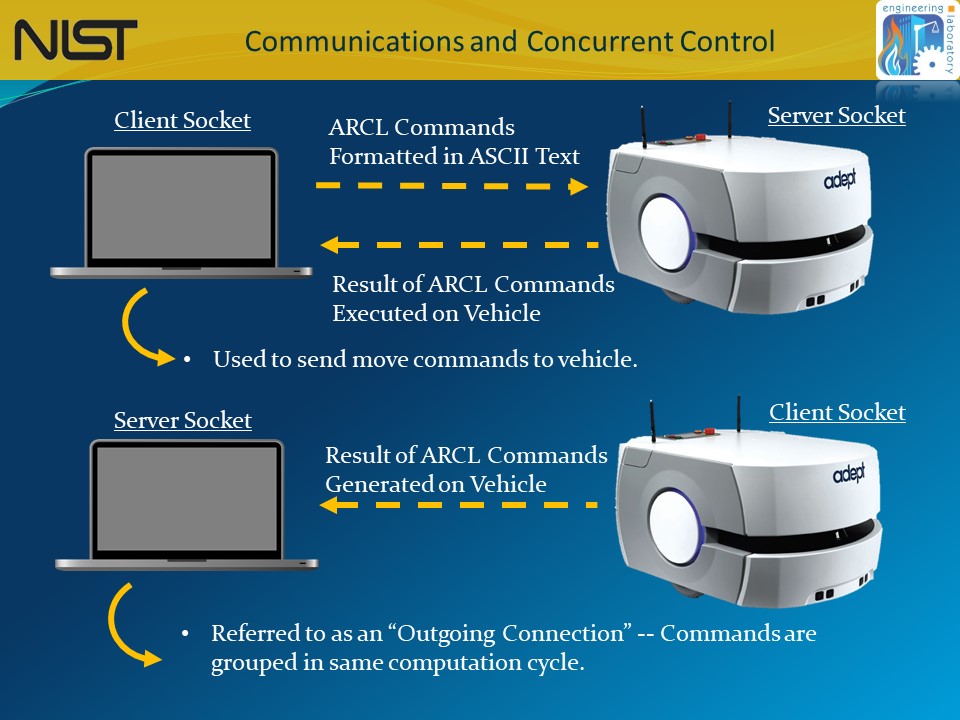 NIST
Communications and Concurrent Control
engineering
laboratory
Client Socket
ARCL Commands
Formatted in ASCII Text
Server Socket
adept
Result of ARCL Commands
Executed on Vehicle
• Used to send move commands to vehicle.
Server Socket
Client Socket
Result of ARCL Commands
Generated on Vehicle
adept
• Referred to as an “Outgoing Connection” -- Commands are
grouped in same computation cycle.